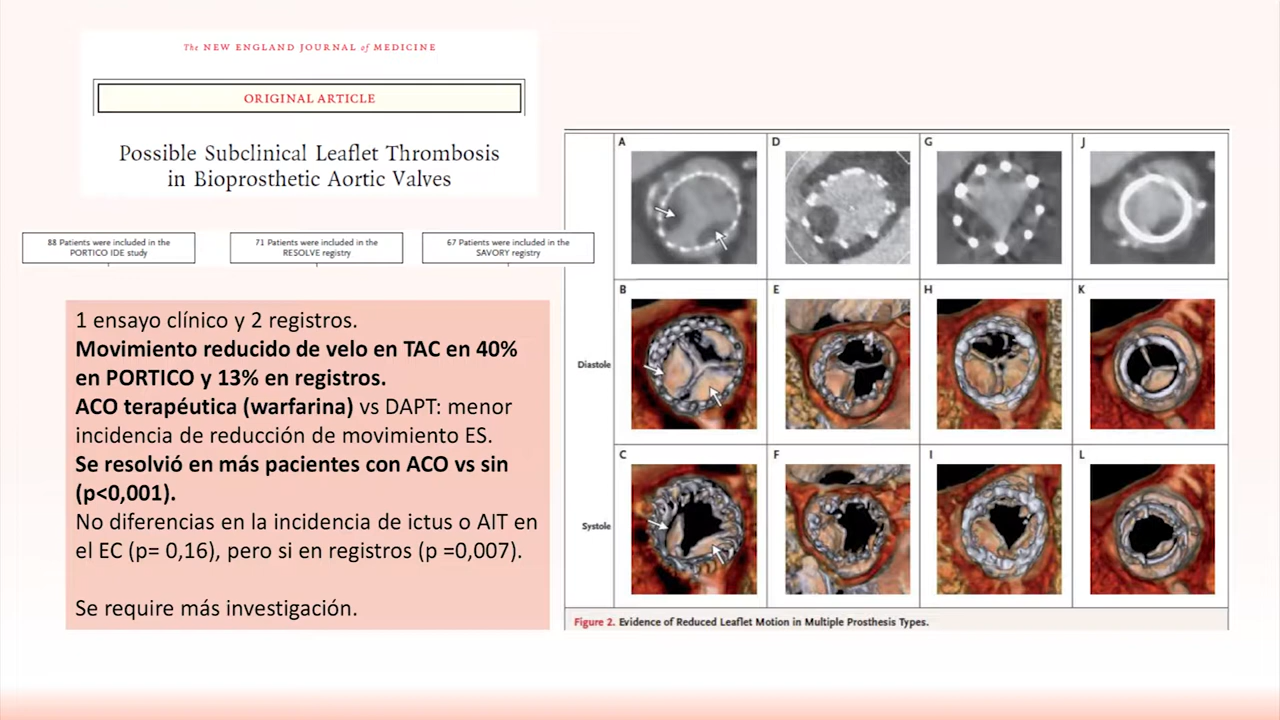 The NEW ENGLAND JOURNAL of MEDICINE
ORIGINAL ARTICLE
Possible Subclinical Leaflet Thrombosis
in Bioprosthetic Aortic Valves
88 Patients were included in the
PORTICO IDE study
71 Patients were included in the
RESOLVE registry
67 Patients were included in the
SAVORY registry
1 ensayo clínico y 2 registros.
Movimiento reducido de velo en TAC en 40%
en PORTICO y 13% en registros.
ACO terapéutica (warfarina) vs DAPT: menor
incidencia de reducción de movimiento ES.
Se resolvió en más pacientes con ACO vs sin
(p<0,001).
No diferencias en la incidencia de ictus o AIT en
el EC (p= 0,16), pero si en registros (p =0,007).
Se require más investigación.
A
D
G
J
Diastole
B
E
H
K
Systole
C
F
I
L
Figure 2. Evidence of Reduced Leaflet Motion in Multiple Prosthesis Types.